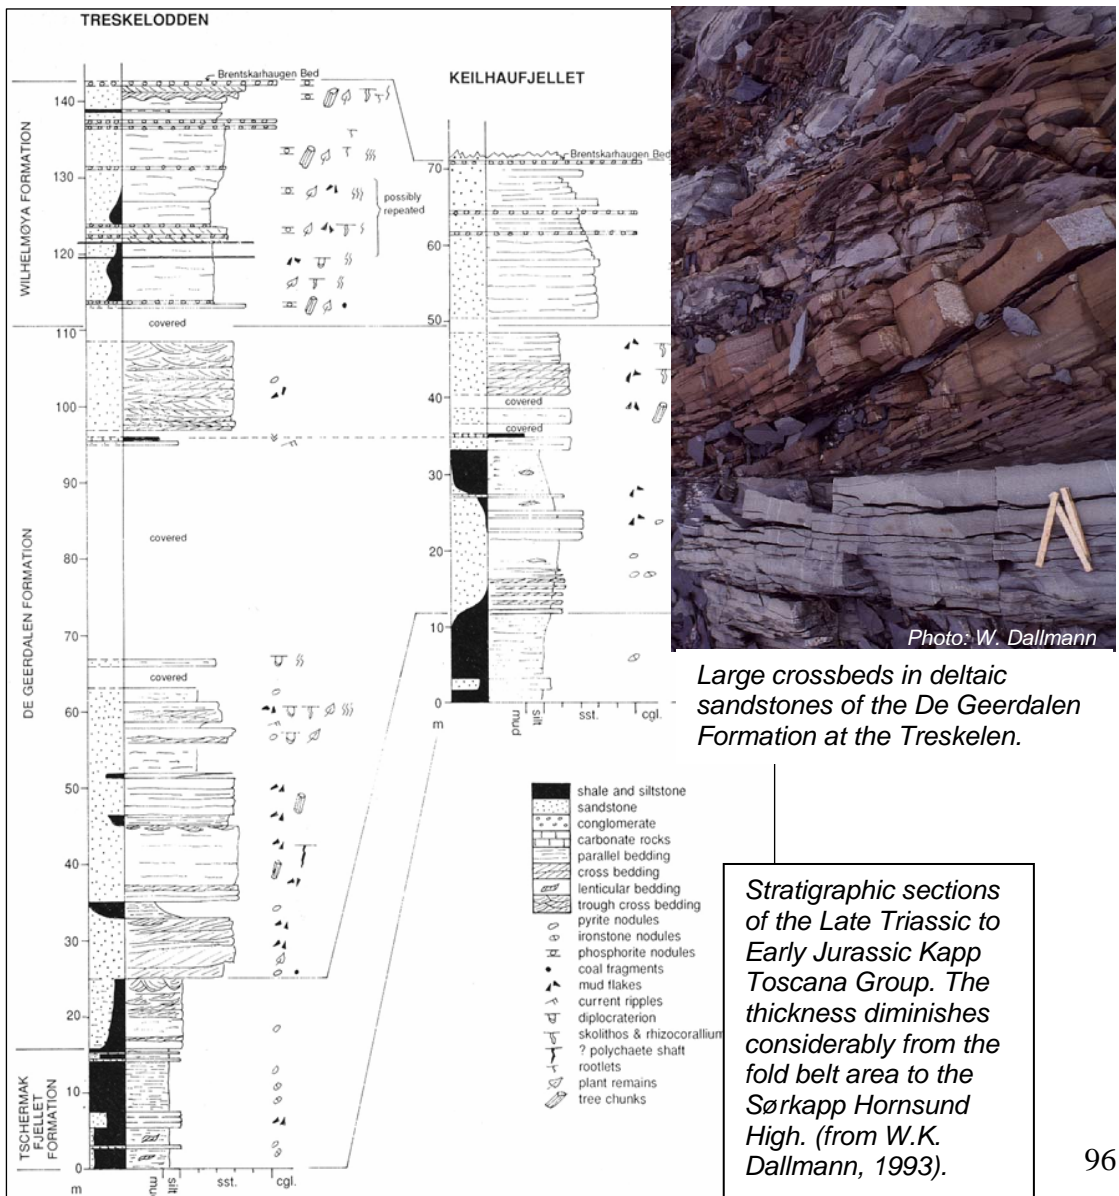 TRESKELODDEN
Brentskarhaugen Bed
140
130
120
110
100
90
80
70
60
50
40
30
20
10
0
m
WILHELMØYA FORMATION
DE GEERDALEN FORMATION
TSCHERMAK
FJELLET
FORMATION
possibly
repeated
covered
covered
covered
mud
silt
sst.
cgl.
KEILHAUFJELLET
Brentskarhaugen Bed
70
60
50
40
30
20
10
0
m
covered
covered
mud
silt
sst.
cgl.
shale and siltstone
sandstone
conglomerate
carbonate rocks
parallel bedding
cross bedding
lenticular bedding
trough cross bedding
pyrite nodules
ironstone nodules
phosphorite nodules
coal fragments
mud flakes
current ripples
diplocraterion
skolithos & rhizocorallium
? polychaete shaft
rootlets
plant remains
tree chunks
Photo: W. Dallmann
Large crossbeds in deltaic
sandstones of the De Geerdalen
Formation at the Treskelen.
Stratigraphic sections
of the Late Triassic to
Early Jurassic Kapp
Toscana Group. The
thickness diminishes
considerably from the
fold belt area to the
Sørkapp Hornsund
High. (from W.K.
Dallmann, 1993).
96